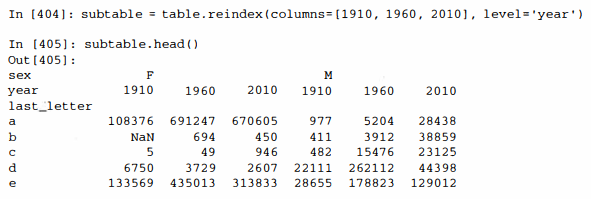 In [404]: subtable = table.reindex(columns=[1910, 1960, 2010], level='year')
In [405]: subtable.head()
Out[405]:
sex F M
year 1910 1960 2010 1910 1960 2010
last_letter
a 108376 691247 670605 977 5204 28438
b NaN 694 450 411 3912 38859
c 5 49 946 482 15476 23125
d 6750 3729 2607 22111 262112 44398
e 133569 435013 313833 28655 178823 129012